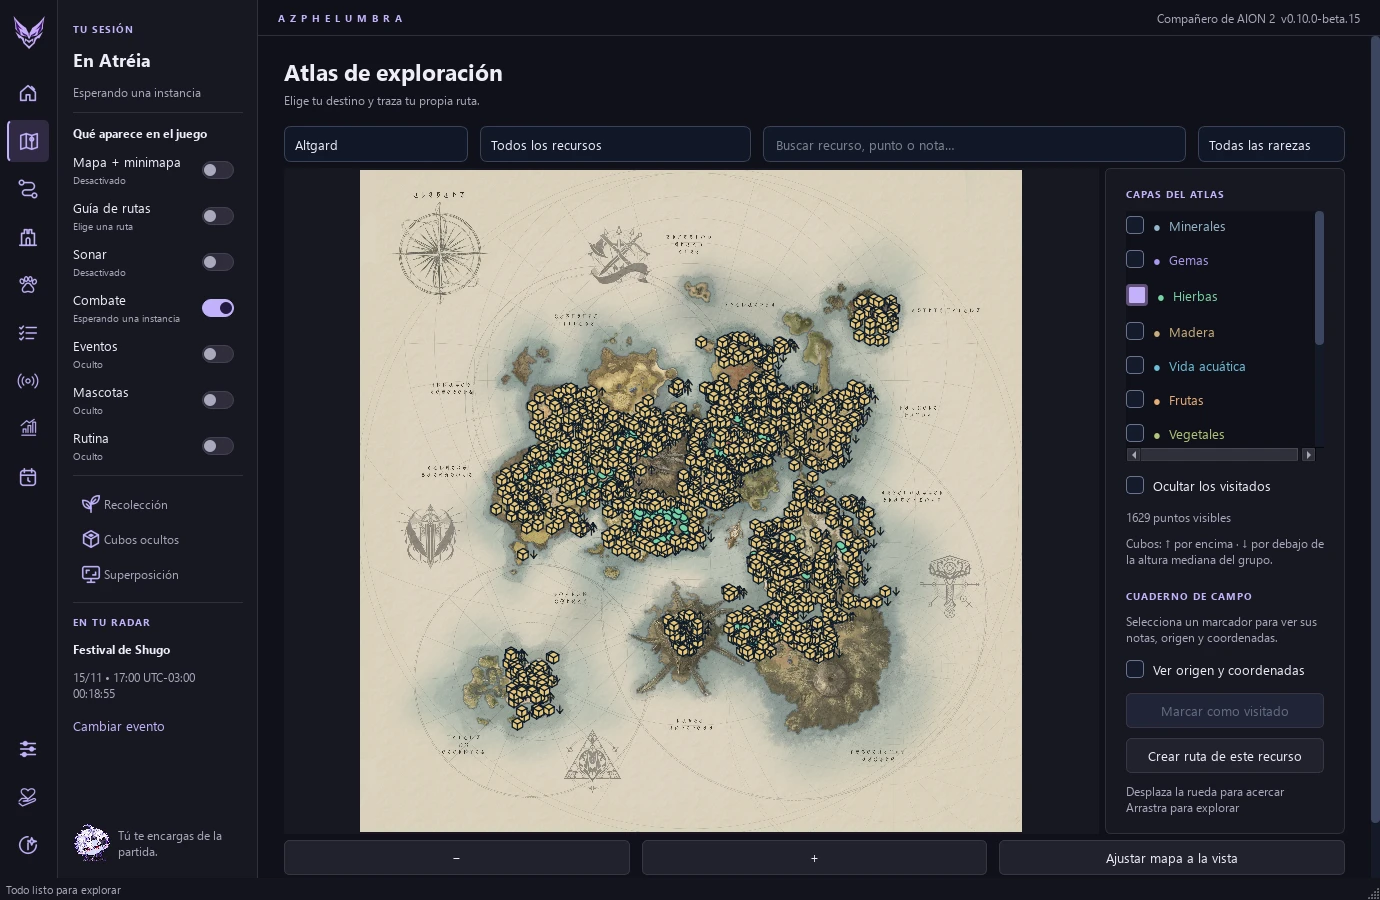 AZPHELUMBRA
Compañero de AION 2 v0.10.0-beta.15
TU SESIÓN
En Atréia
Esperando una instancia
Qué aparece en el juego
Mapa + minimapa
Desactivado
Guía de rutas
Elige una ruta
Sonar
Desactivado
Combate
Esperando una instancia
Eventos
Oculto
Mascotas
Oculto
Rutina
Oculto
Recolección
Cubos ocultos
Superposición
EN TU RADAR
Festival de Shugo
15/11 • 17:00 UTC-03:00
00:18:55
Cambiar evento
Tú te encargas de la
partida.
Todo listo para explorar
Atlas de exploración
Elige tu destino y traza tu propia ruta.
Altgard
Todos los recursos
Buscar recurso, punto o nota...
Todas las rarezas
CAPAS DEL ATLAS
Minerales
Gemas
Hierbas
Madera
Vida acuática
Frutas
Vegetales
Ocultar los visitados
1629 puntos visibles
Cubos: ↑ por encima · ↓ por debajo de
la altura mediana del grupo.
CUADERNO DE CAMPO
Selecciona un marcador para ver sus
notas, origen y coordenadas.
Ver origen y coordenadas
Marcar como visitado
Crear ruta de este recurso
Desplaza la rueda para acercar
Arrastra para explorar
−
+
Ajustar mapa a la vista